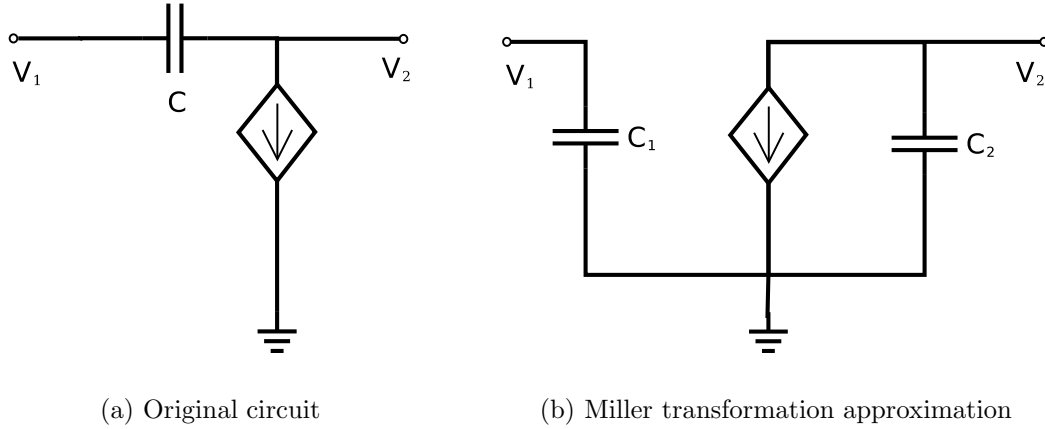 V₁
C
V₂
V₁
C₁
C₂
V₂
(a) Original circuit
(b) Miller transformation approximation